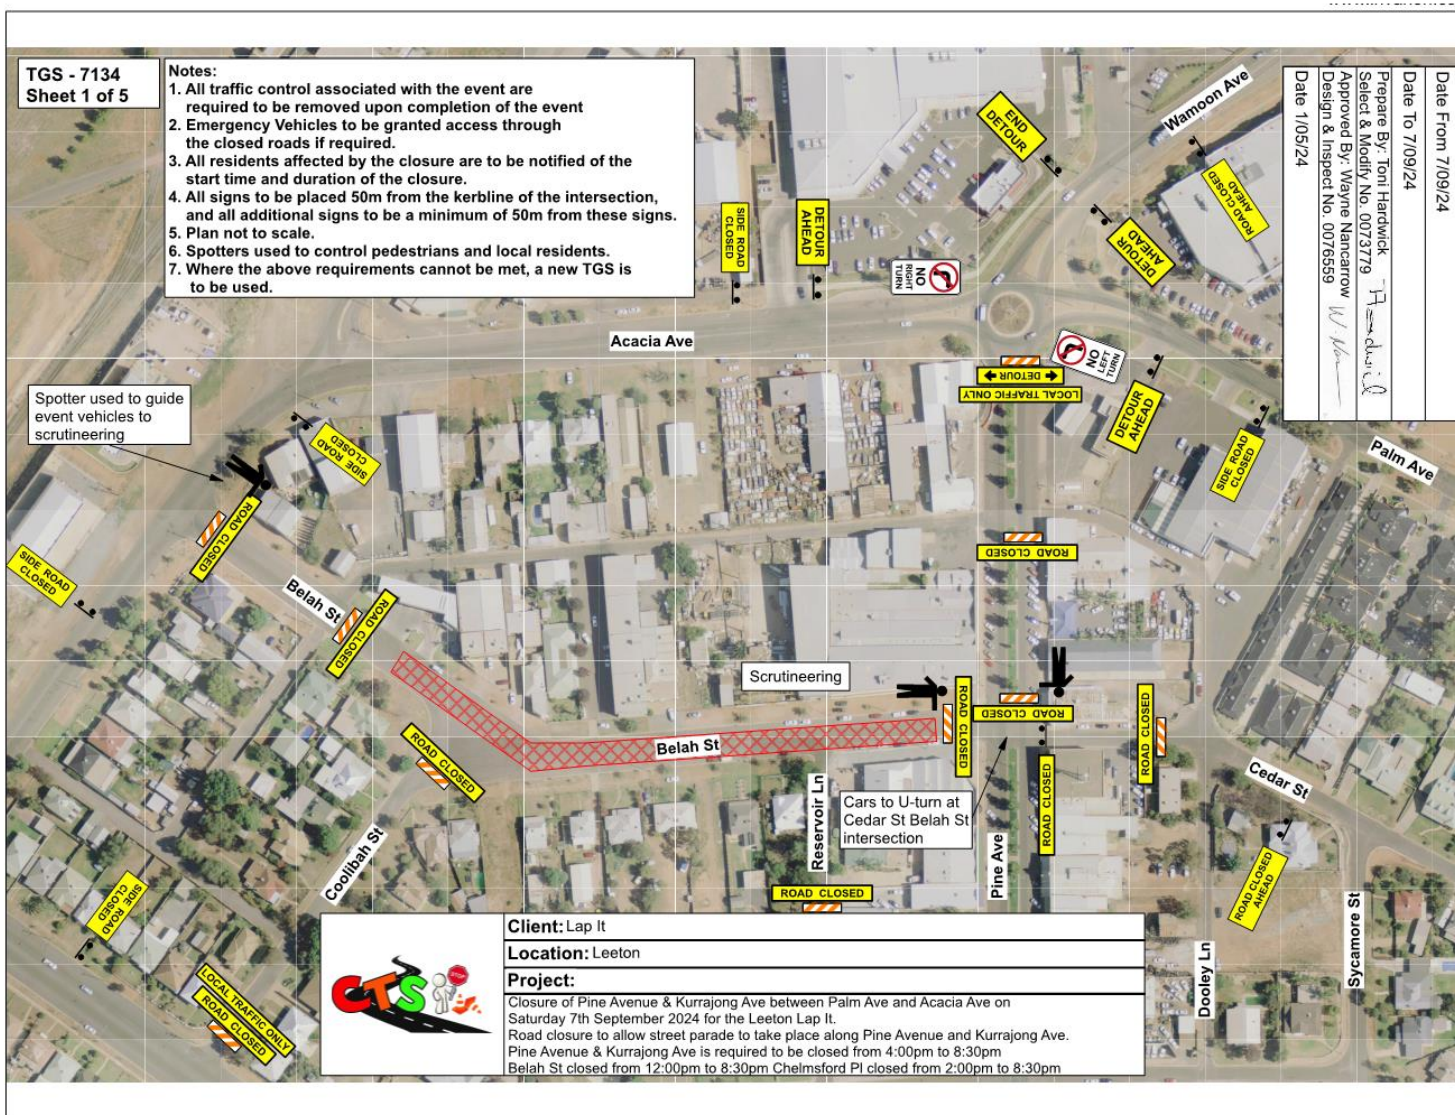 TGS - 7134
Sheet 1 of 5
Notes:
1. All traffic control associated with the event are
required to be removed upon completion of the event
2. Emergency Vehicles to be granted access through
the closed roads if required.
3. All residents affected by the closure are to be notified of the
start time and duration of the closure.
4. All signs to be placed 50m from the kerbline of the intersection,
and all additional signs to be a minimum of 50m from these signs.
5. Plan not to scale.
6. Spotters used to control pedestrians and local residents.
7. Where the above requirements cannot be met, a new TGS is
to be used.
Date From 7/09/24
Date To 7/09/24
Prepare By: Toni Hardwick
Select & Modify No. 0073779
Approved By: Wayne Nancarrow
Design & Inspect No. 0076559
Date 1/05/24
END
DETOUR
Wamoon Ave
ROAD CLOSED
AHEAD
SIDE ROAD
CLOSED
DETOUR
AHEAD
DETOUR
AHEAD
NO
RIGHT
TURN
Acacia Ave
NO
LEFT
TURN
DETOUR
LOCAL TRAFFIC ONLY
DETOUR
AHEAD
SIDE ROAD
CLOSED
Palm Ave
Spotter used to guide
event vehicles to
scrutineering
SIDE ROAD
CLOSED
ROAD CLOSED
SIDE ROAD
CLOSED
Belah St
ROAD CLOSED
ROAD CLOSED
Scrutineering
ROAD CLOSED
ROAD CLOSED
ROAD CLOSED
ROAD CLOSED
Belah St
ROAD CLOSED
Cedar St
Reservoir Ln
Cars to U-turn at
Cedar St Belah St
intersection
Pine Ave
Coolibah St
ROAD CLOSED
ROAD CLOSED
AHEAD
SIDE ROAD
CLOSED
Dooley Ln
Sycamore St
LOCAL TRAFFIC ONLY
ROAD CLOSED
CTS
STOP
Client: Lap It
Location: Leeton
Project:
Closure of Pine Avenue & Kurrajong Ave between Palm Ave and Acacia Ave on
Saturday 7th September 2024 for the Leeton Lap It.
Road closure to allow street parade to take place along Pine Avenue and Kurrajong Ave.
Pine Avenue & Kurrajong Ave is required to be closed from 4:00pm to 8:30pm
Belah St closed from 12:00pm to 8:30pm Chelmsford Pl closed from 2:00pm to 8:30pm